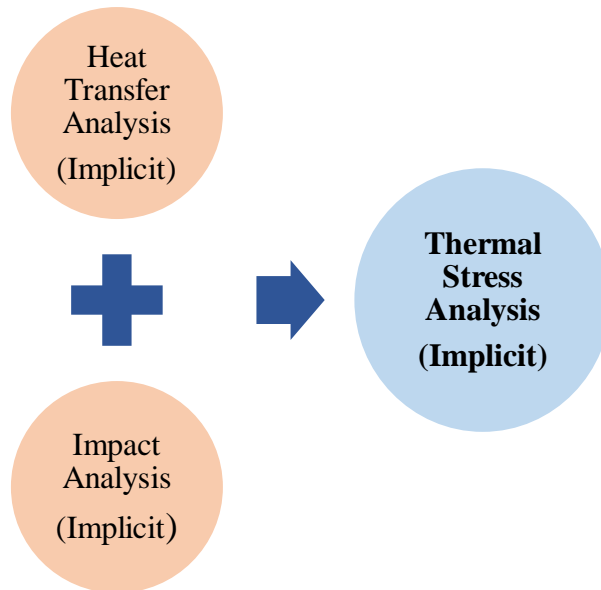 Heat
Transfer
Analysis
(Implicit)
Thermal
Stress
Analysis
(Implicit)
Impact
Analysis
(Implicit)